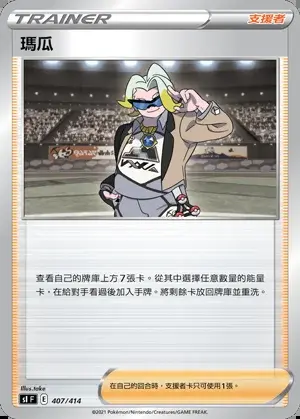 TRAINER
支援者
瑪瓜
查看自己的牌庫上方7張卡。從其中選擇任意數量的能量
卡，在給對手看過後加入手牌。將剩餘卡放回牌庫並重洗。
Illus.take
sI F E 407/414
在自己的回合時，支援者卡只可使用1張。
©2021 Pokémon/Nintendo/Creatures/GAME FREAK.